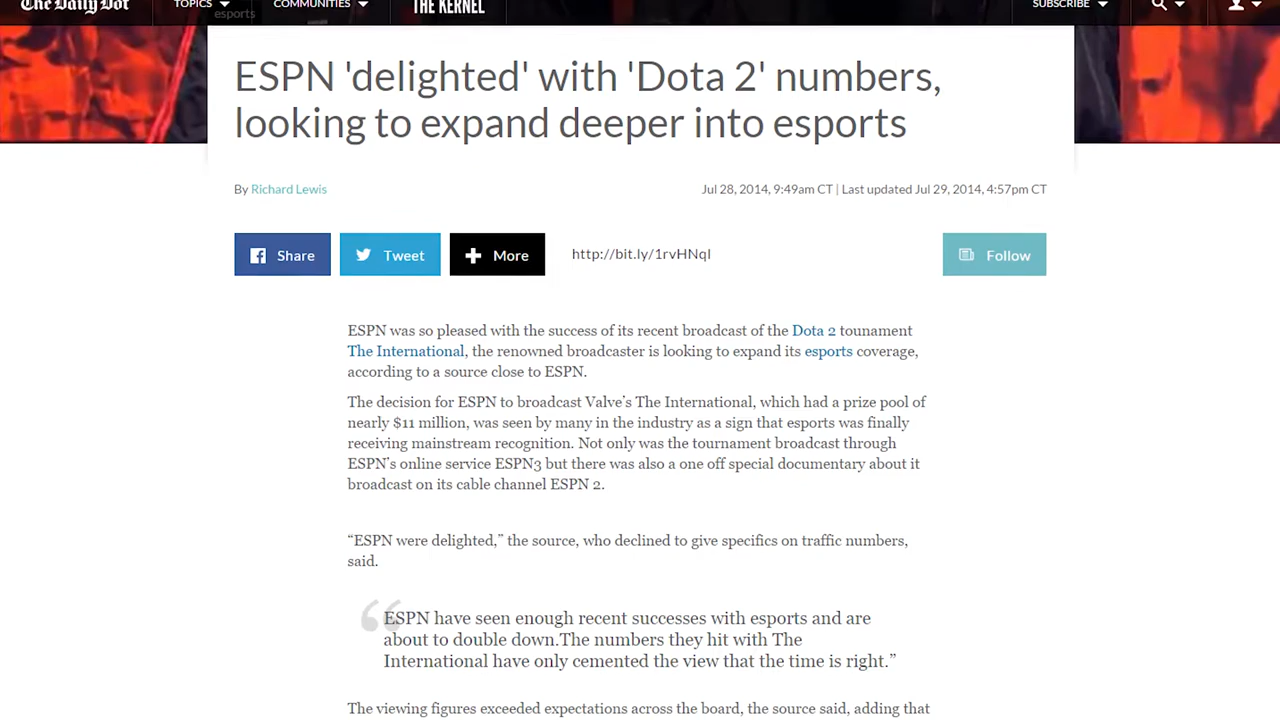 The Daily Dot TOPICS COMMUNITIES THE KERNEL SUBSCRIBE
esports
ESPN 'delighted' with 'Dota 2' numbers,
looking to expand deeper into esports
By Richard Lewis Jul 28, 2014, 9:49am CT | Last updated Jul 29, 2014, 4:57pm CT
Share Tweet More http://bit.ly/1rvHNqI Follow
ESPN was so pleased with the success of its recent broadcast of the Dota 2 tounament
The International, the renowned broadcaster is looking to expand its esports coverage,
according to a source close to ESPN.
The decision for ESPN to broadcast Valve’s The International, which had a prize pool of
nearly $11 million, was seen by many in the industry as a sign that esports was finally
receiving mainstream recognition. Not only was the tournament broadcast through
ESPN’s online service ESPN3 but there was also a one off special documentary about it
broadcast on its cable channel ESPN 2.
“ESPN were delighted,” the source, who declined to give specifics on traffic numbers,
said.
“ESPN have seen enough recent successes with esports and are
about to double down.The numbers they hit with The
International have only cemented the view that the time is right.”
The viewing figures exceeded expectations across the board, the source said, adding that